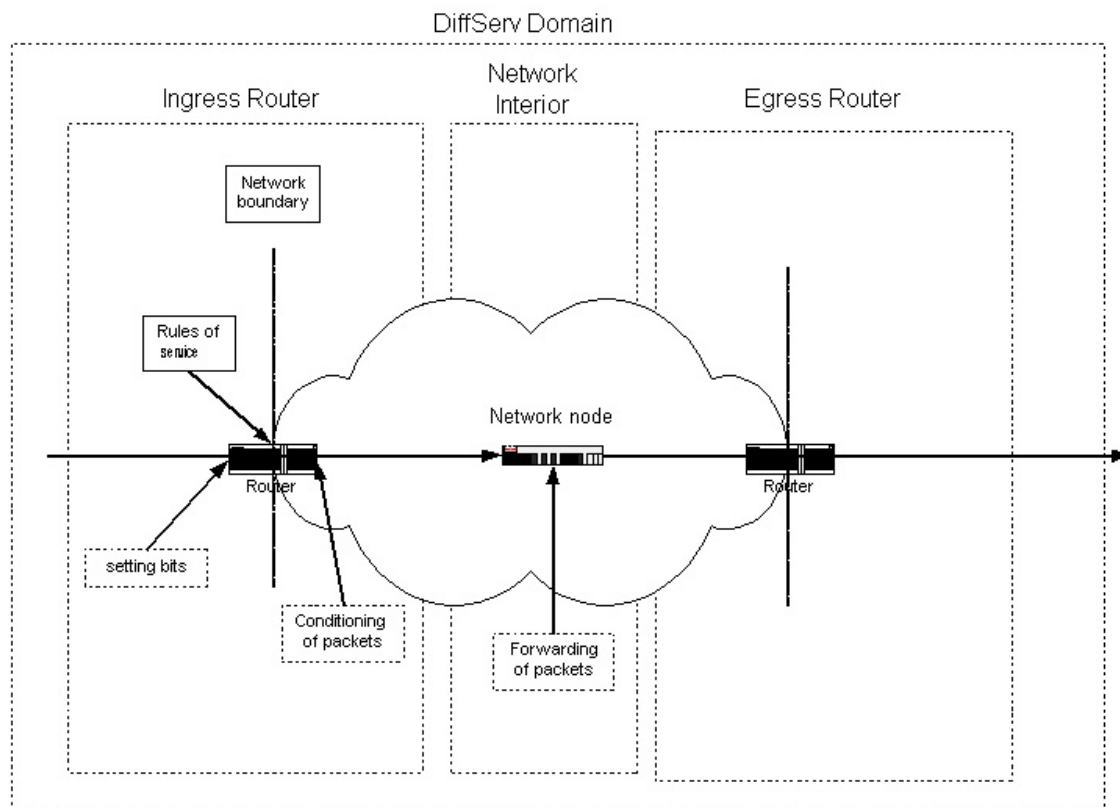 DiffServ Domain
Network
Interior
Ingress Router
Egress Router
Network
boundary
Rules of
service
Network node
Router
Router
setting bits
Conditioning
of packets
Forwarding
of packets